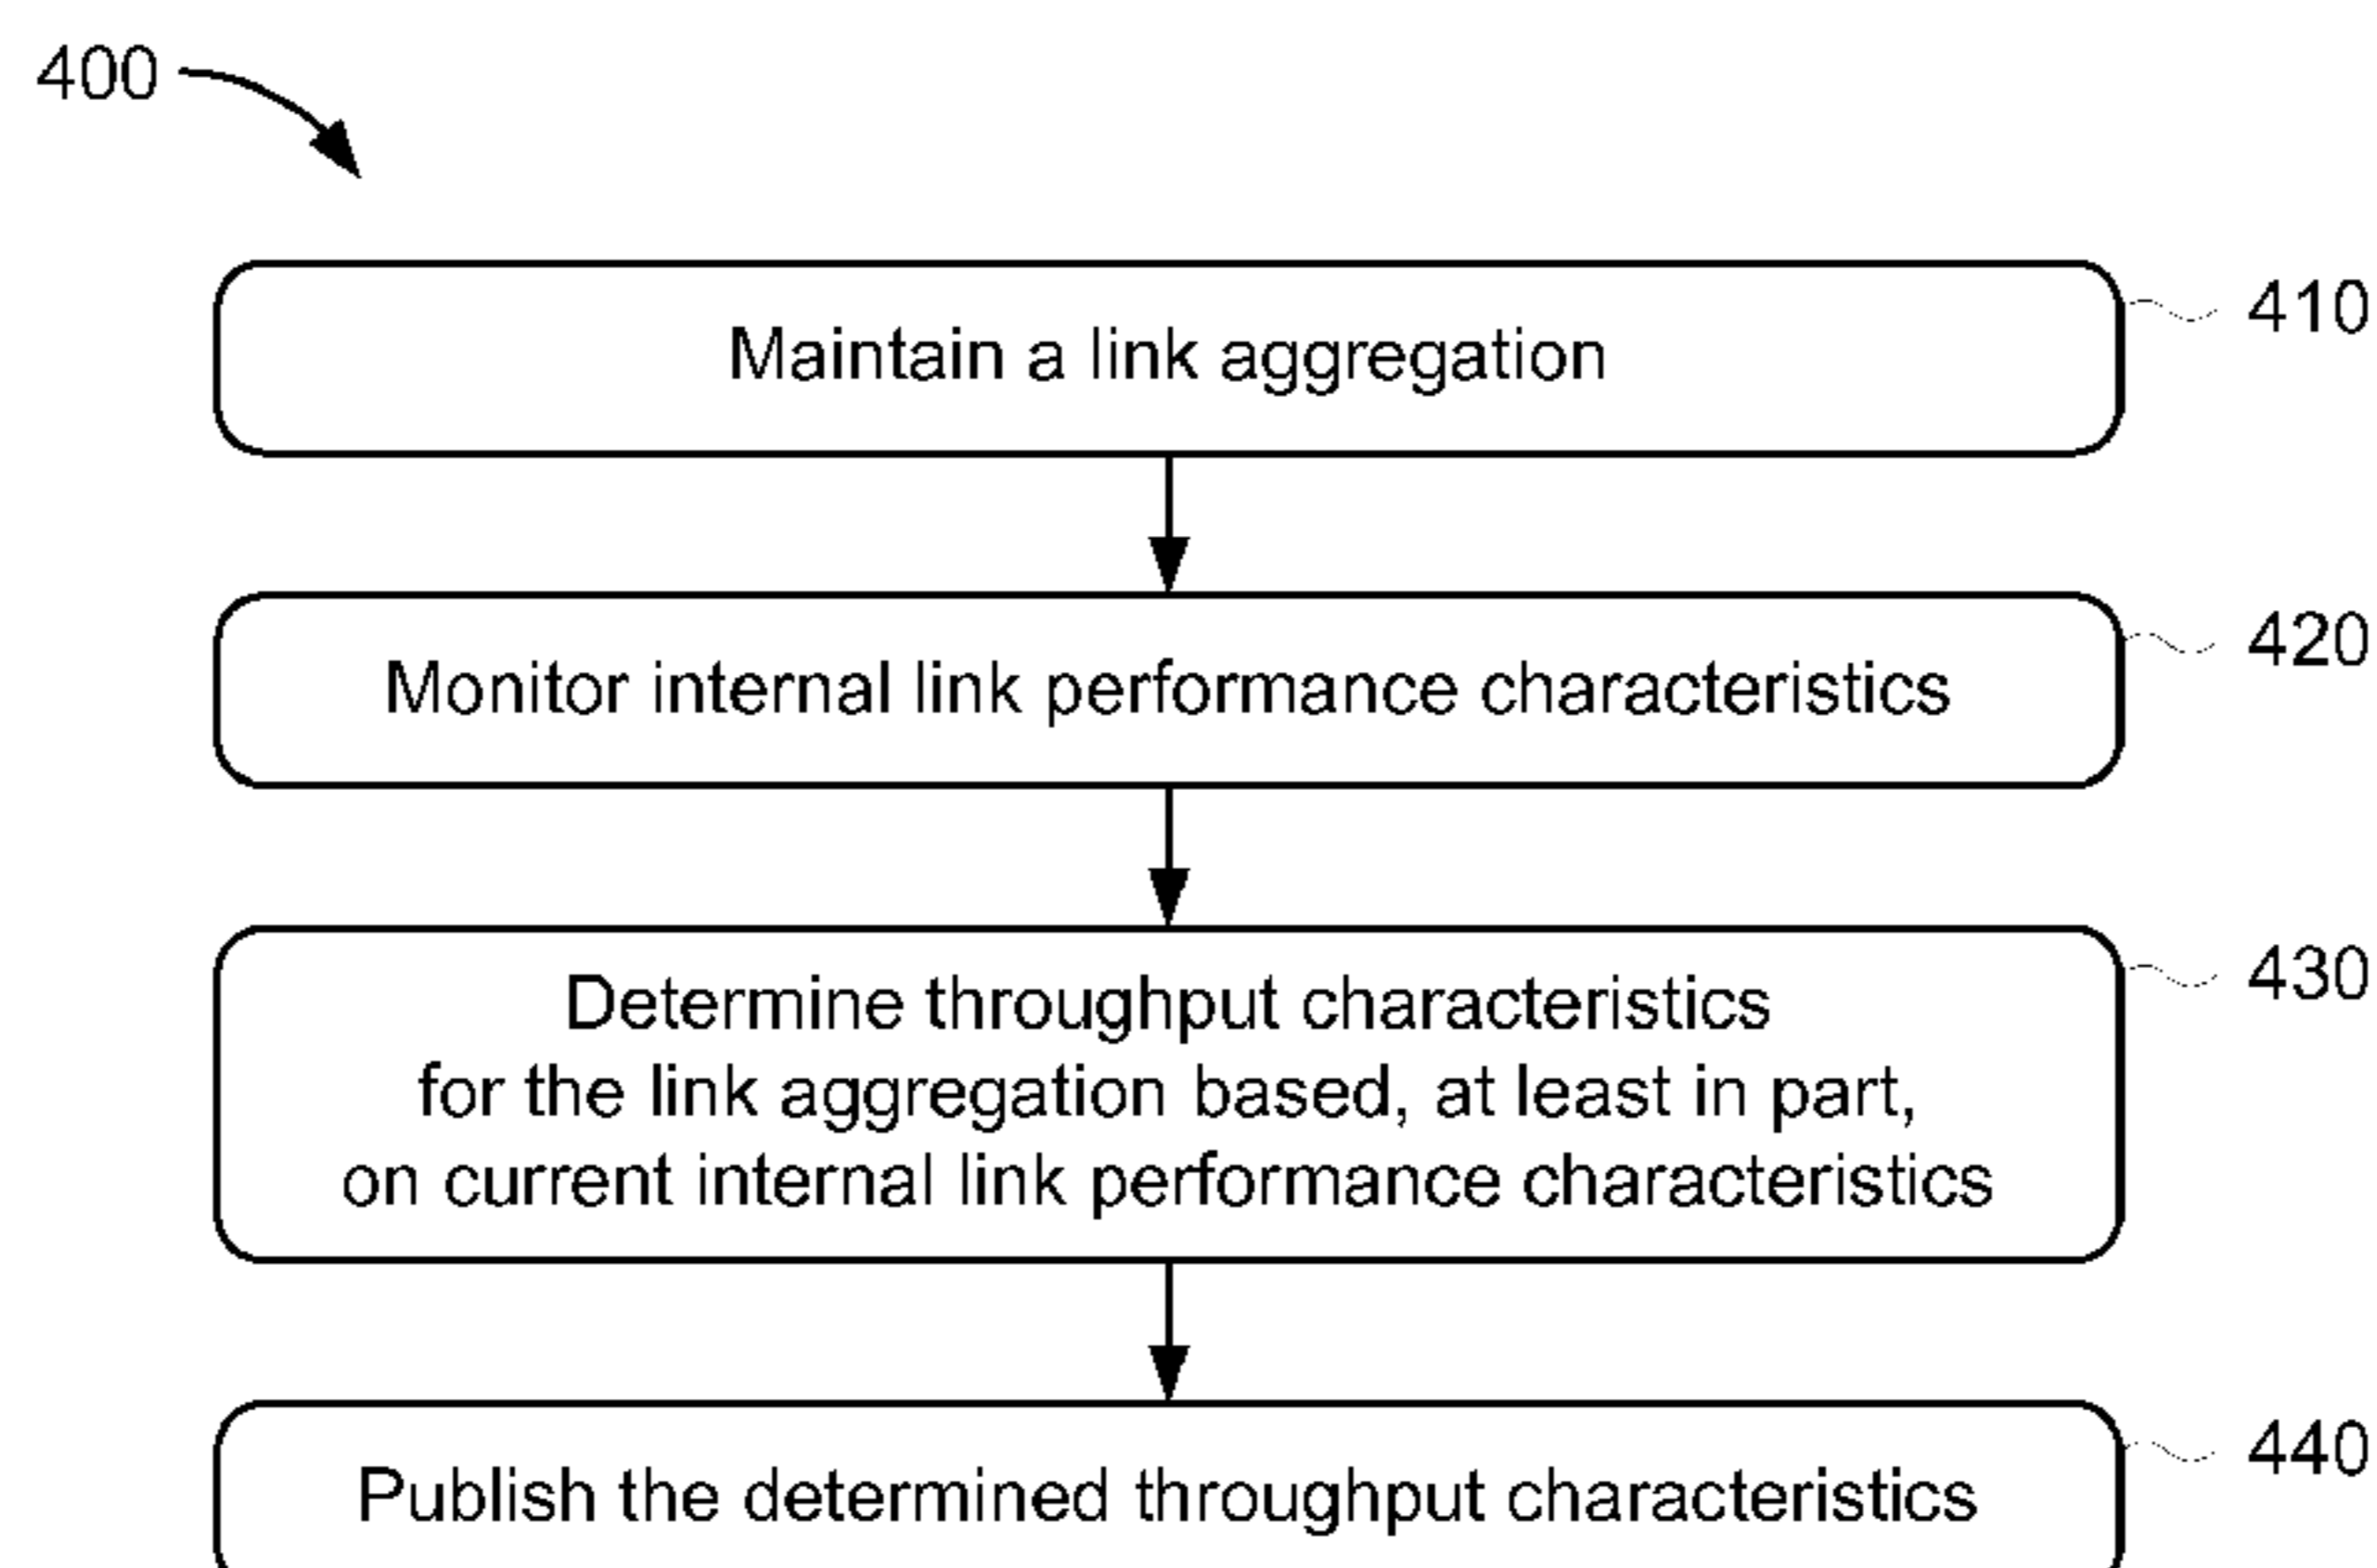 400
Maintain a link aggregation
410
Monitor internal link performance characteristics
420
Determine throughput characteristics
for the link aggregation based, at least in part,
on current internal link performance characteristics
430
Publish the determined throughput characteristics
440